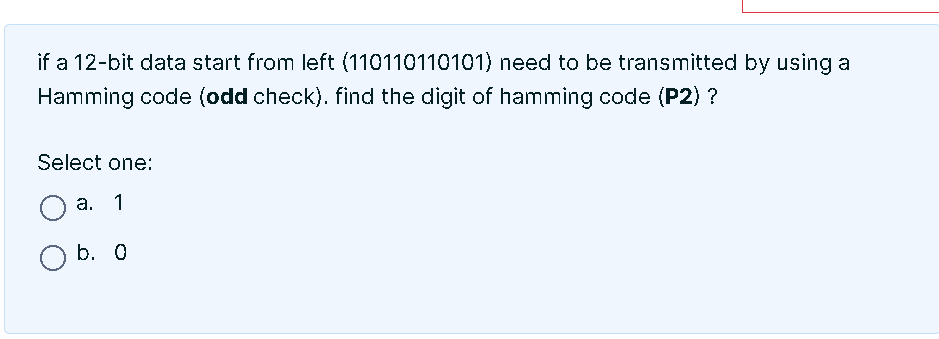 if a 12-bit data start from left (110110110101) need to be transmitted by using a
Hamming code (odd check). find the digit of hamming code (P2) ?
Select one:
a. 1
b. 0